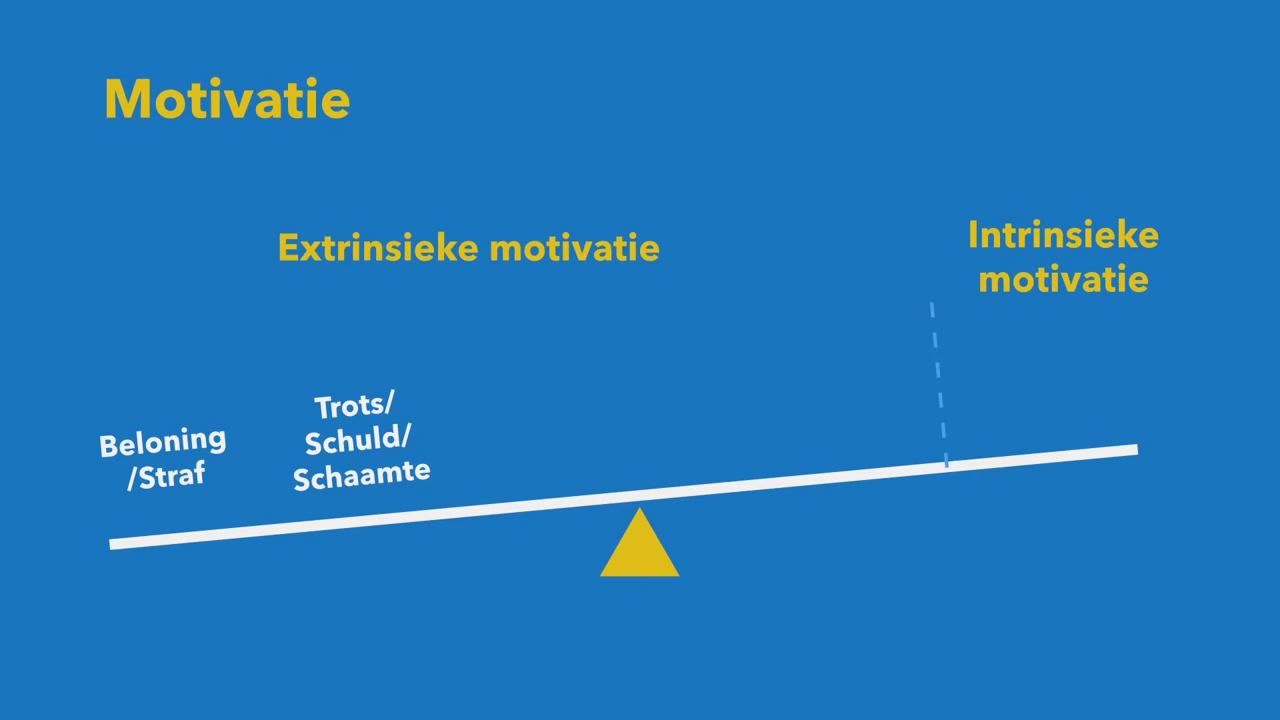 Motivatie
Extrinsieke motivatie
Intrinsieke
motivatie
Beloning
/Straf
Trots/
Schuld/
Schaamte